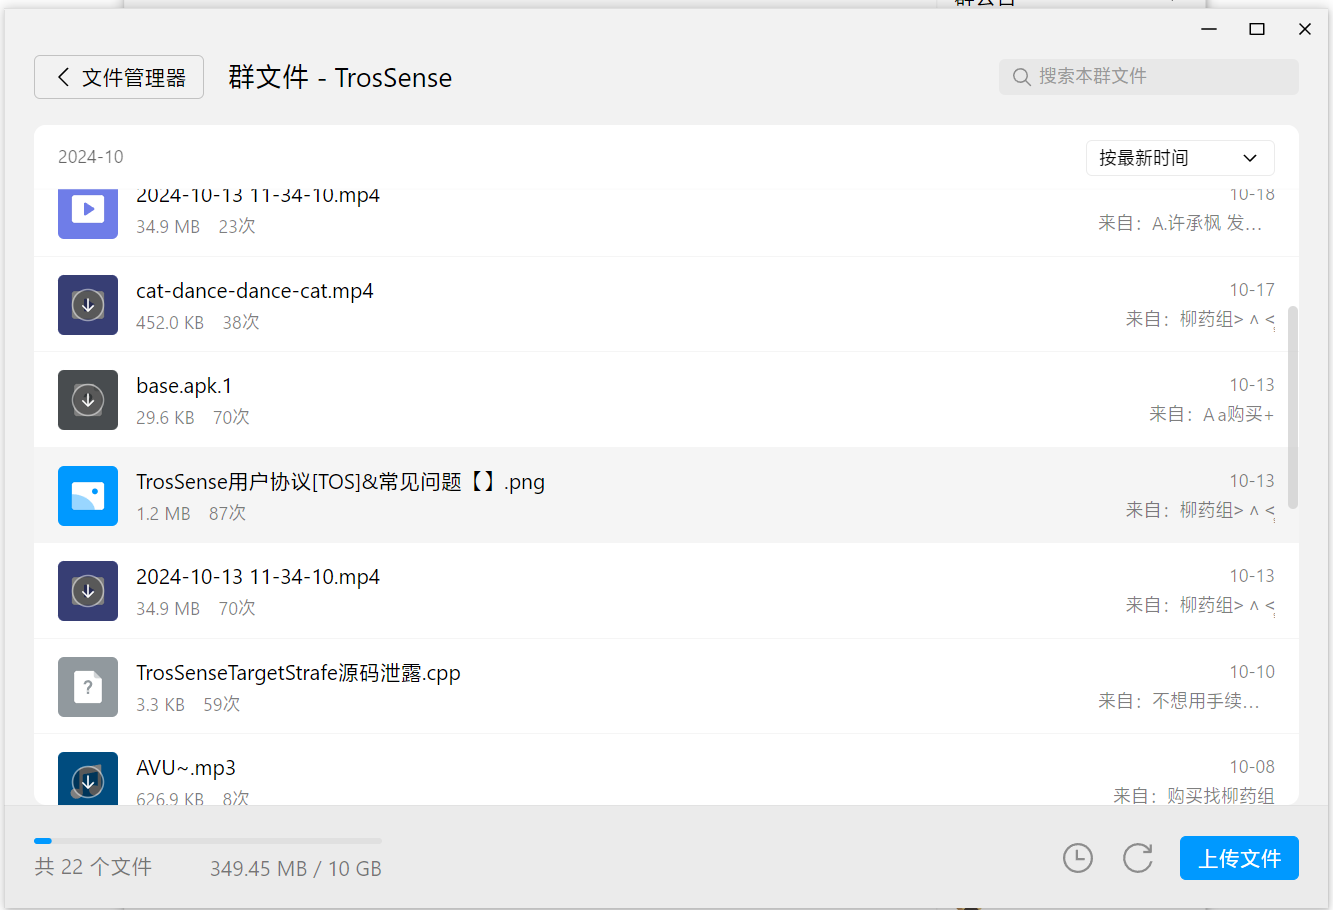 文件管理器
群文件 - TrosSense
搜索本群文件
2024-10
按最新时间
2024-10-13 11-34-10.mp4
10-18
34.9 MB 23次
来自：A.许承枫 发...
cat-dance-dance-cat.mp4
10-17
452.0 KB 38次
来自：柳药组> ʌ <
base.apk.1
10-13
29.6 KB 70次
来自：Aa购买+
TrosSense用户协议[TOS]&常见问题【】.png
10-13
1.2 MB 87次
来自：柳药组> ʌ <
2024-10-13 11-34-10.mp4
10-13
34.9 MB 70次
来自：柳药组> ʌ <
TrosSenseTargetStrafe源码泄露.cpp
10-10
3.3 KB 59次
来自：不想用手续...
AVU~.mp3
10-08
626.9 KB 8次
来自：购买找柳药组
共 22 个文件
349.45 MB / 10 GB
上传文件